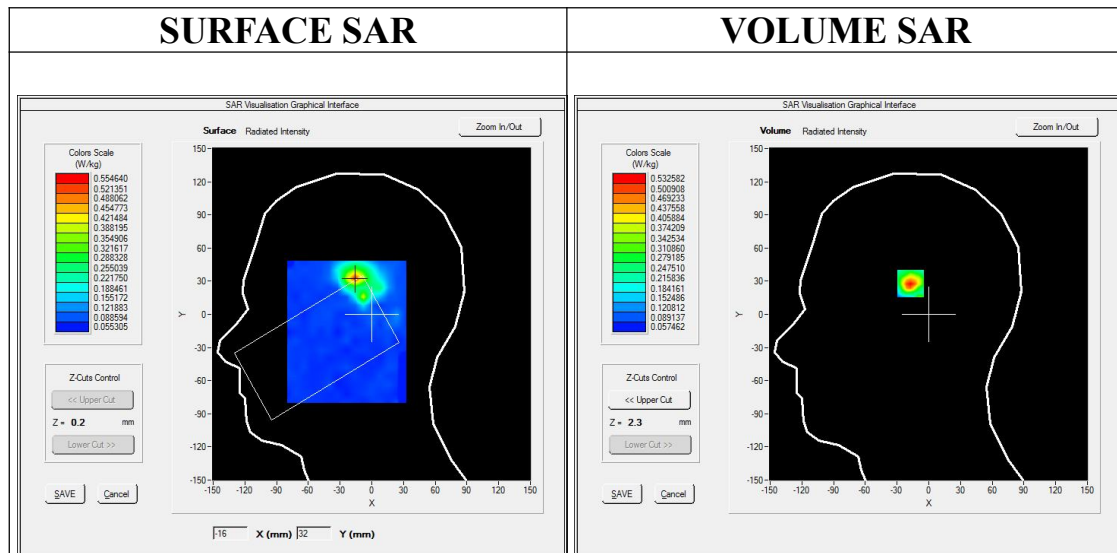 SURFACE SAR
VOLUME SAR
SAR Visualisation Graphical Interface
Surface Radiated Intensity
Zoom In/Out
Colors Scale
(W/kg)
0.554640
0.521351
0.488062
0.454773
0.421484
0.388195
0.354906
0.321617
0.288328
0.255039
0.221750
0.188461
0.155172
0.121883
0.088594
0.055305
Z-Cuts Control
<< Upper Cut
Z = 0.2 mm
Lower Cut >>
SAVE Cancel
150
120
90
60
30
0
-30
-60
-90
-120
-150
Y
-150 -120 -90 -60 -30 0 30 60 90 120 150
X
-16 X (mm) 32 Y (mm)
SAR Visualisation Graphical Interface
Volume Radiated Intensity
Zoom In/Out
Colors Scale
(W/kg)
0.532582
0.500908
0.469233
0.437558
0.405884
0.374209
0.342534
0.310860
0.279185
0.247510
0.215836
0.184161
0.152486
0.120812
0.089137
0.057462
Z-Cuts Control
<< Upper Cut
Z = 2.3 mm
Lower Cut >>
SAVE Cancel
150
120
90
60
30
0
-30
-60
-90
-120
-150
Y
-150 -120 -90 -60 -30 0 30 60 90 120 150
X